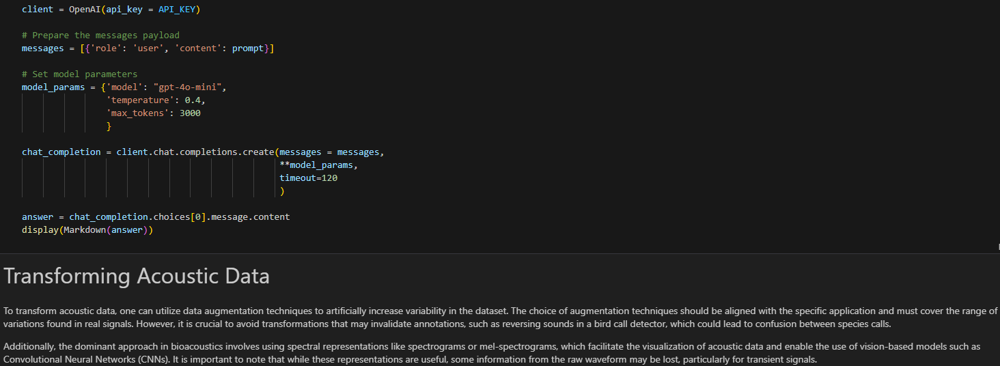 client = OpenAI(api_key = API_KEY)
# Prepare the messages payload
messages = [{'role': 'user', 'content': prompt}]
# Set model parameters
model_params = {'model': "gpt-4o-mini",
'temperature': 0.4,
'max_tokens': 3000
}
chat_completion = client.chat.completions.create(messages = messages,
**model_params,
timeout=120
)
answer = chat_completion.choices[0].message.content
display(Markdown(answer))
Transforming Acoustic Data
To transform acoustic data, one can utilize data augmentation techniques to artificially increase variability in the dataset. The choice of augmentation techniques should be aligned with the specific application and must cover the range of
variations found in real signals. However, it is crucial to avoid transformations that may invalidate annotations, such as reversing sounds in a bird call detector, which could lead to confusion between species calls.
Additionally, the dominant approach in bioacoustics involves using spectral representations like spectrograms or mel-spectrograms, which facilitate the visualization of acoustic data and enable the use of vision-based models such as
Convolutional Neural Networks (CNNs). It is important to note that while these representations are useful, some information from the raw waveform may be lost, particularly for transient signals.